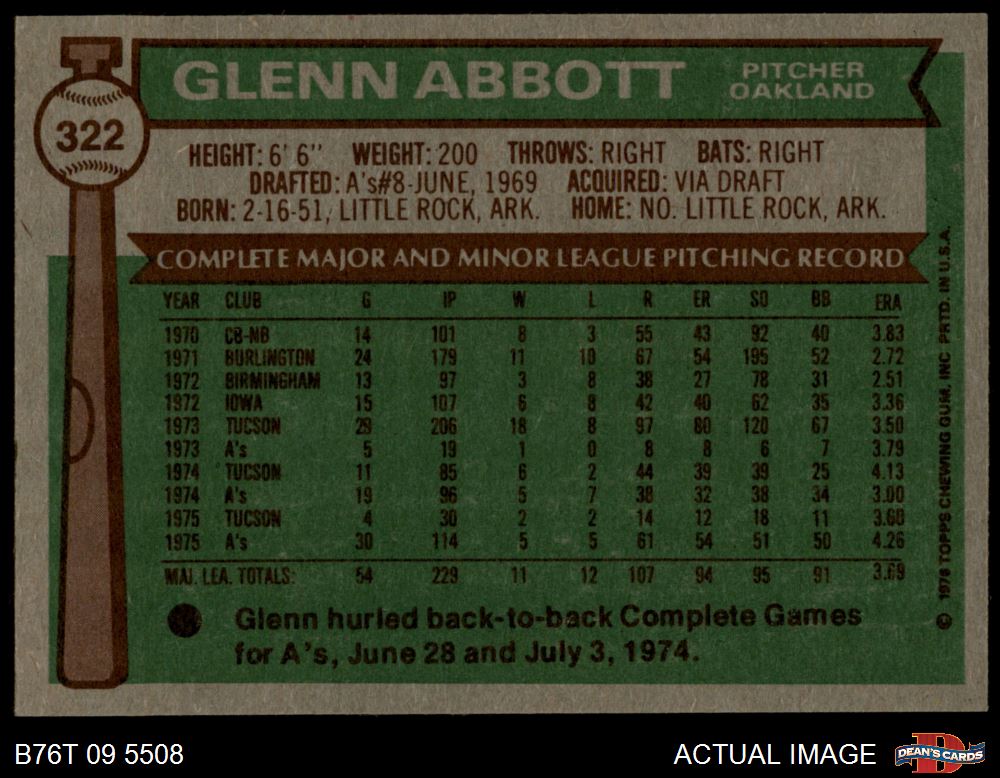 GLENN ABBOTT
PITCHER
OAKLAND
322
HEIGHT: 6' 6" WEIGHT: 200 THROWS: RIGHT BATS: RIGHT
DRAFTED: A's#8-JUNE, 1969 ACQUIRED: VIA DRAFT
BORN: 2-16-51, LITTLE ROCK, ARK. HOME: NO. LITTLE ROCK, ARK.
COMPLETE MAJOR AND MINOR LEAGUE PITCHING RECORD
YEAR CLUB G IP W L R ER SO BB ERA
1970 CB-NB 14 101 8 3 55 43 92 40 3.83
1971 BURLINGTON 24 179 11 10 67 54 195 52 2.72
1972 BIRMINGHAM 13 97 3 8 38 27 78 31 2.51
1972 IOWA 15 107 6 8 42 40 62 35 3.36
1973 TUCSON 29 206 18 8 97 80 120 67 3.50
1973 A's 5 19 1 0 8 8 6 7 3.79
1974 TUCSON 11 85 6 2 44 39 39 25 4.13
1974 A's 19 96 5 7 38 32 38 34 3.00
1975 TUCSON 4 30 2 2 14 12 18 11 3.60
1975 A's 30 114 5 5 61 54 51 50 4.26
MAJ. LEA. TOTALS: 54 229 11 12 107 94 95 91 3.69
Glenn hurled back-to-back Complete Games
for A's, June 28 and July 3, 1974.
© 1976 TOPPS CHEWING GUM, INC PRTD. IN U.S.A.
B76T 09 5508
ACTUAL IMAGE
DEAN'S CARDS